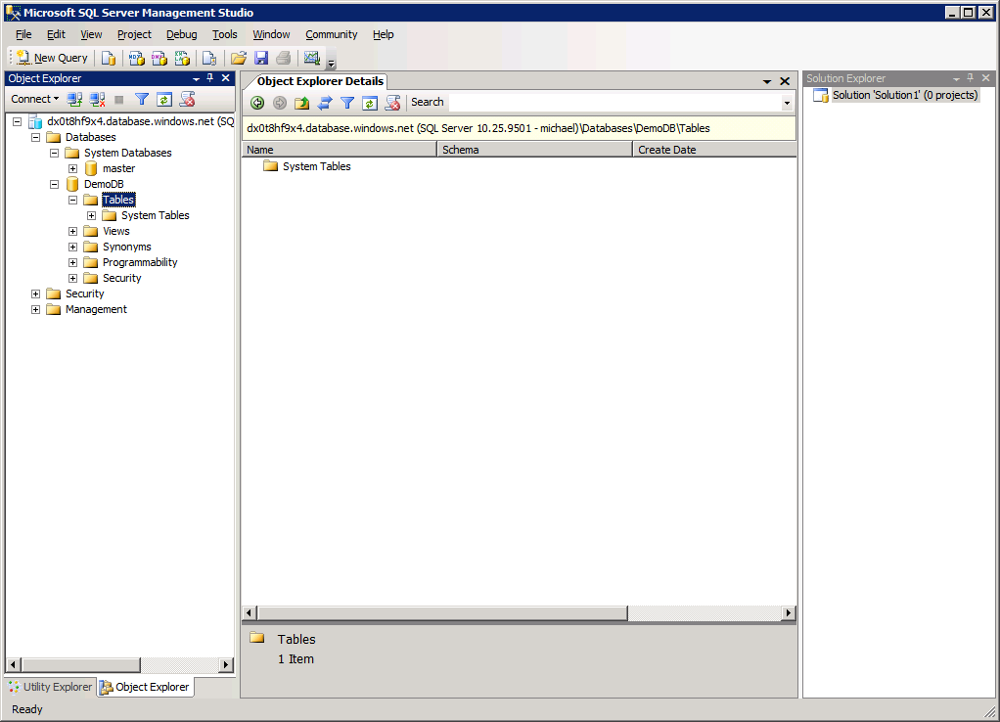 Microsoft SQL Server Management Studio
File Edit View Project Debug Tools Window Community Help
New Query
Object Explorer
Connect
dx0t8hf9x4.database.windows.net (SQ
Databases
System Databases
master
DemoDB
Tables
System Tables
Views
Synonyms
Programmability
Security
Security
Management
Utility Explorer
Object Explorer
Object Explorer Details
Search
dx0t8hf9x4.database.windows.net (SQL Server 10.25.9501 - michael)\Databases\DemoDB\Tables
Name Schema Create Date
System Tables
Tables
1 Item
Solution Explorer
Solution 'Solution1' (0 projects)
Ready